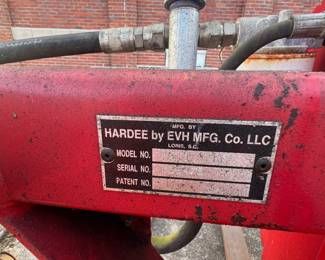 MFG. BY
HARDEE by EVH MFG. Co. LLC
LORIS, S.C.
MODEL NO.
SERIAL NO.
PATENT NO.